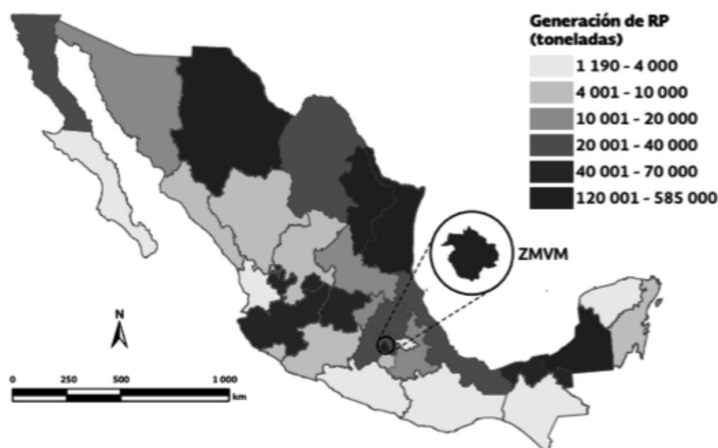 Generación de RP
(toneladas)
1 190 - 4 000
4 001 - 10 000
10 001 - 20 000
20 001 - 40 000
40 001 - 70 000
120 001 - 585 000
ZMVM
N
0 250 500 1 000
km